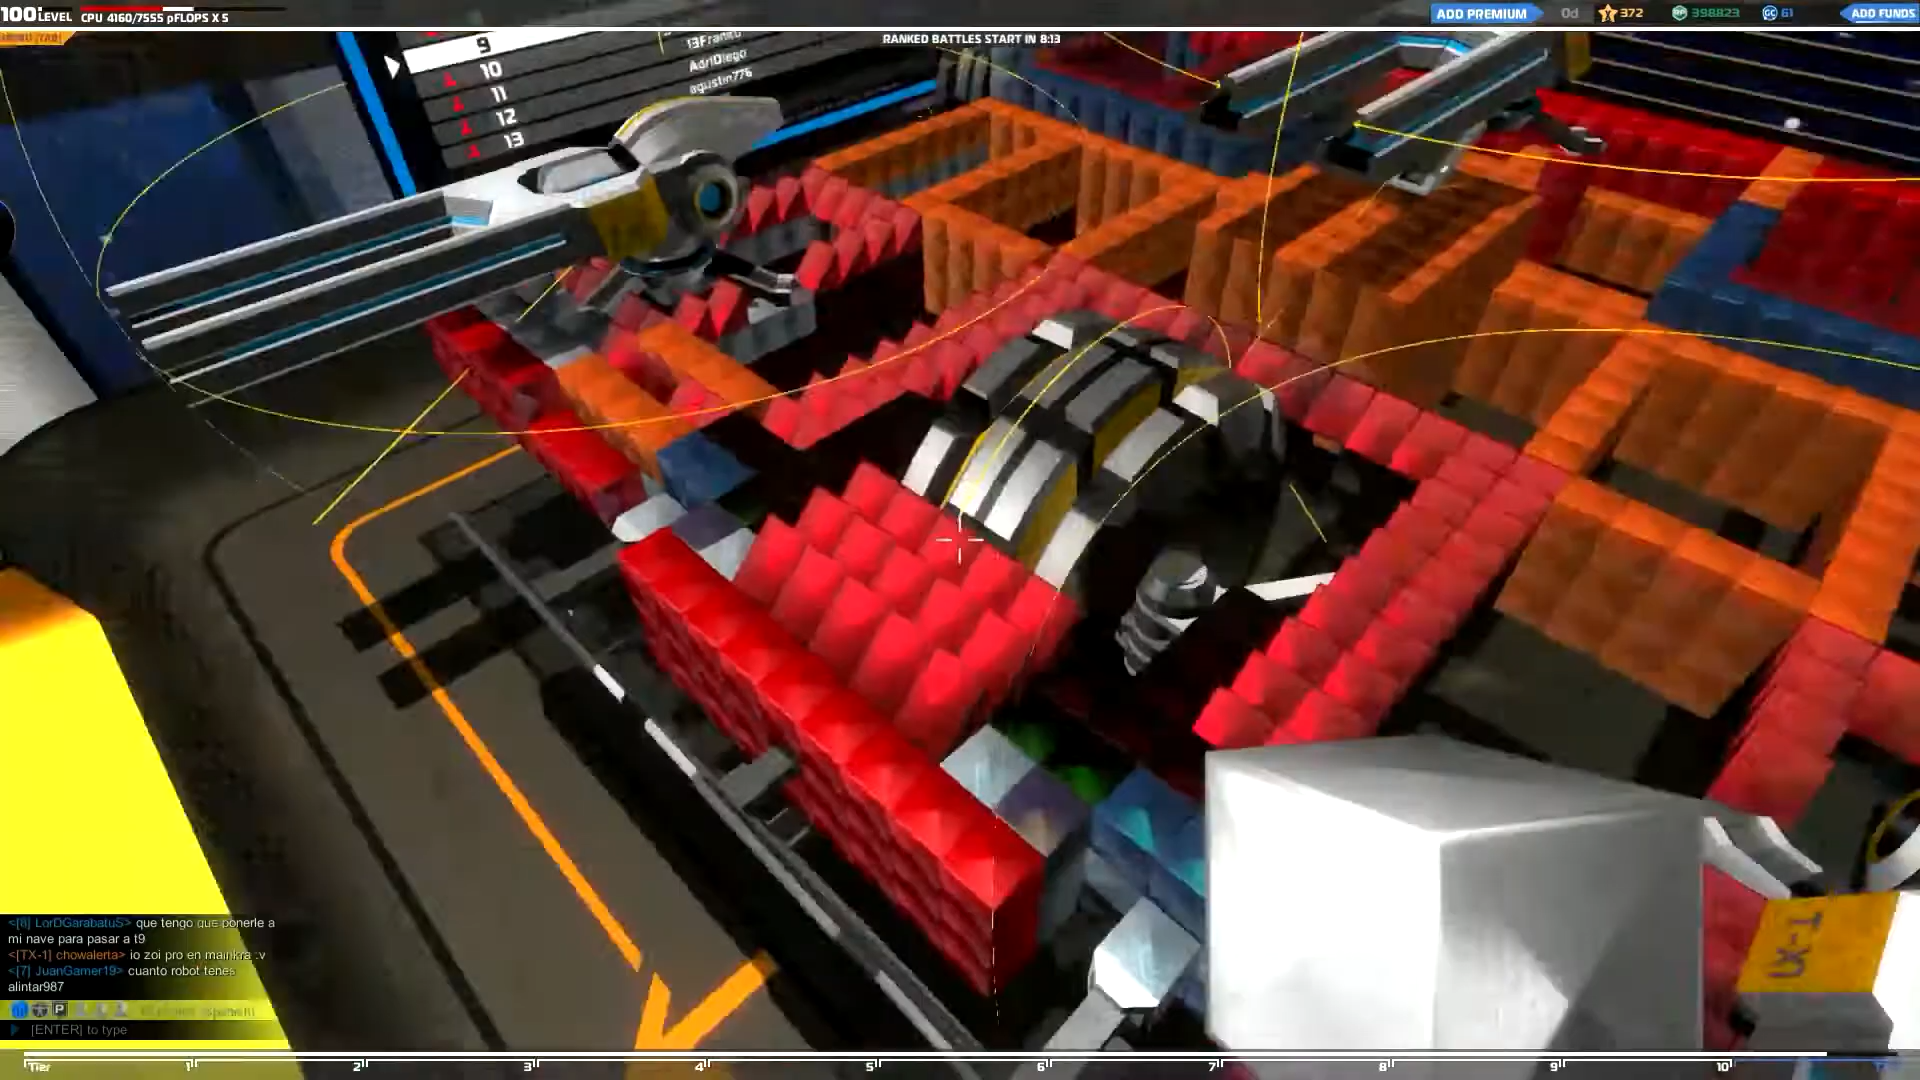 100 LEVEL CPU 4160/7555 pFLOPS X 5
ADD PREMIUM 0d 372 398823 GC 61 ADD FUNDS
RANKED BATTLES START IN 8:13
9 13Franku
10 AdriDiego
11 agustin776
12
13
<[8] LorDGarabatuS> que tengo que ponerle a
mi nave para pasar a t9
<[TX-1] chowalerta> io zoi pro en mainkra :v
<[7] JuanGamer19> cuanto robot tenes
alintar987
P
[ENTER] to type
Tier 1 2 3 4 5 6 7 8 9 10